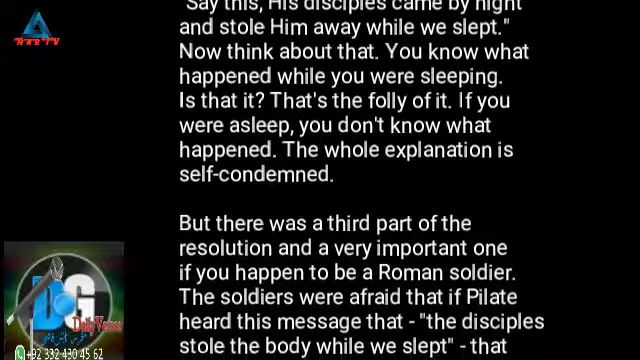 "Say this, His disciples came by night
and stole Him away while we slept."
Now think about that. You know what
happened while you were sleeping.
Is that it? That's the folly of it. If you
were asleep, you don't know what
happened. The whole explanation is
self-condemned.
But there was a third part of the
resolution and a very important one
if you happen to be a Roman soldier.
The soldiers were afraid that if Pilate
heard this message that - "the disciples
stole the body while we slept" - that
DG
+92 332 430 45 62